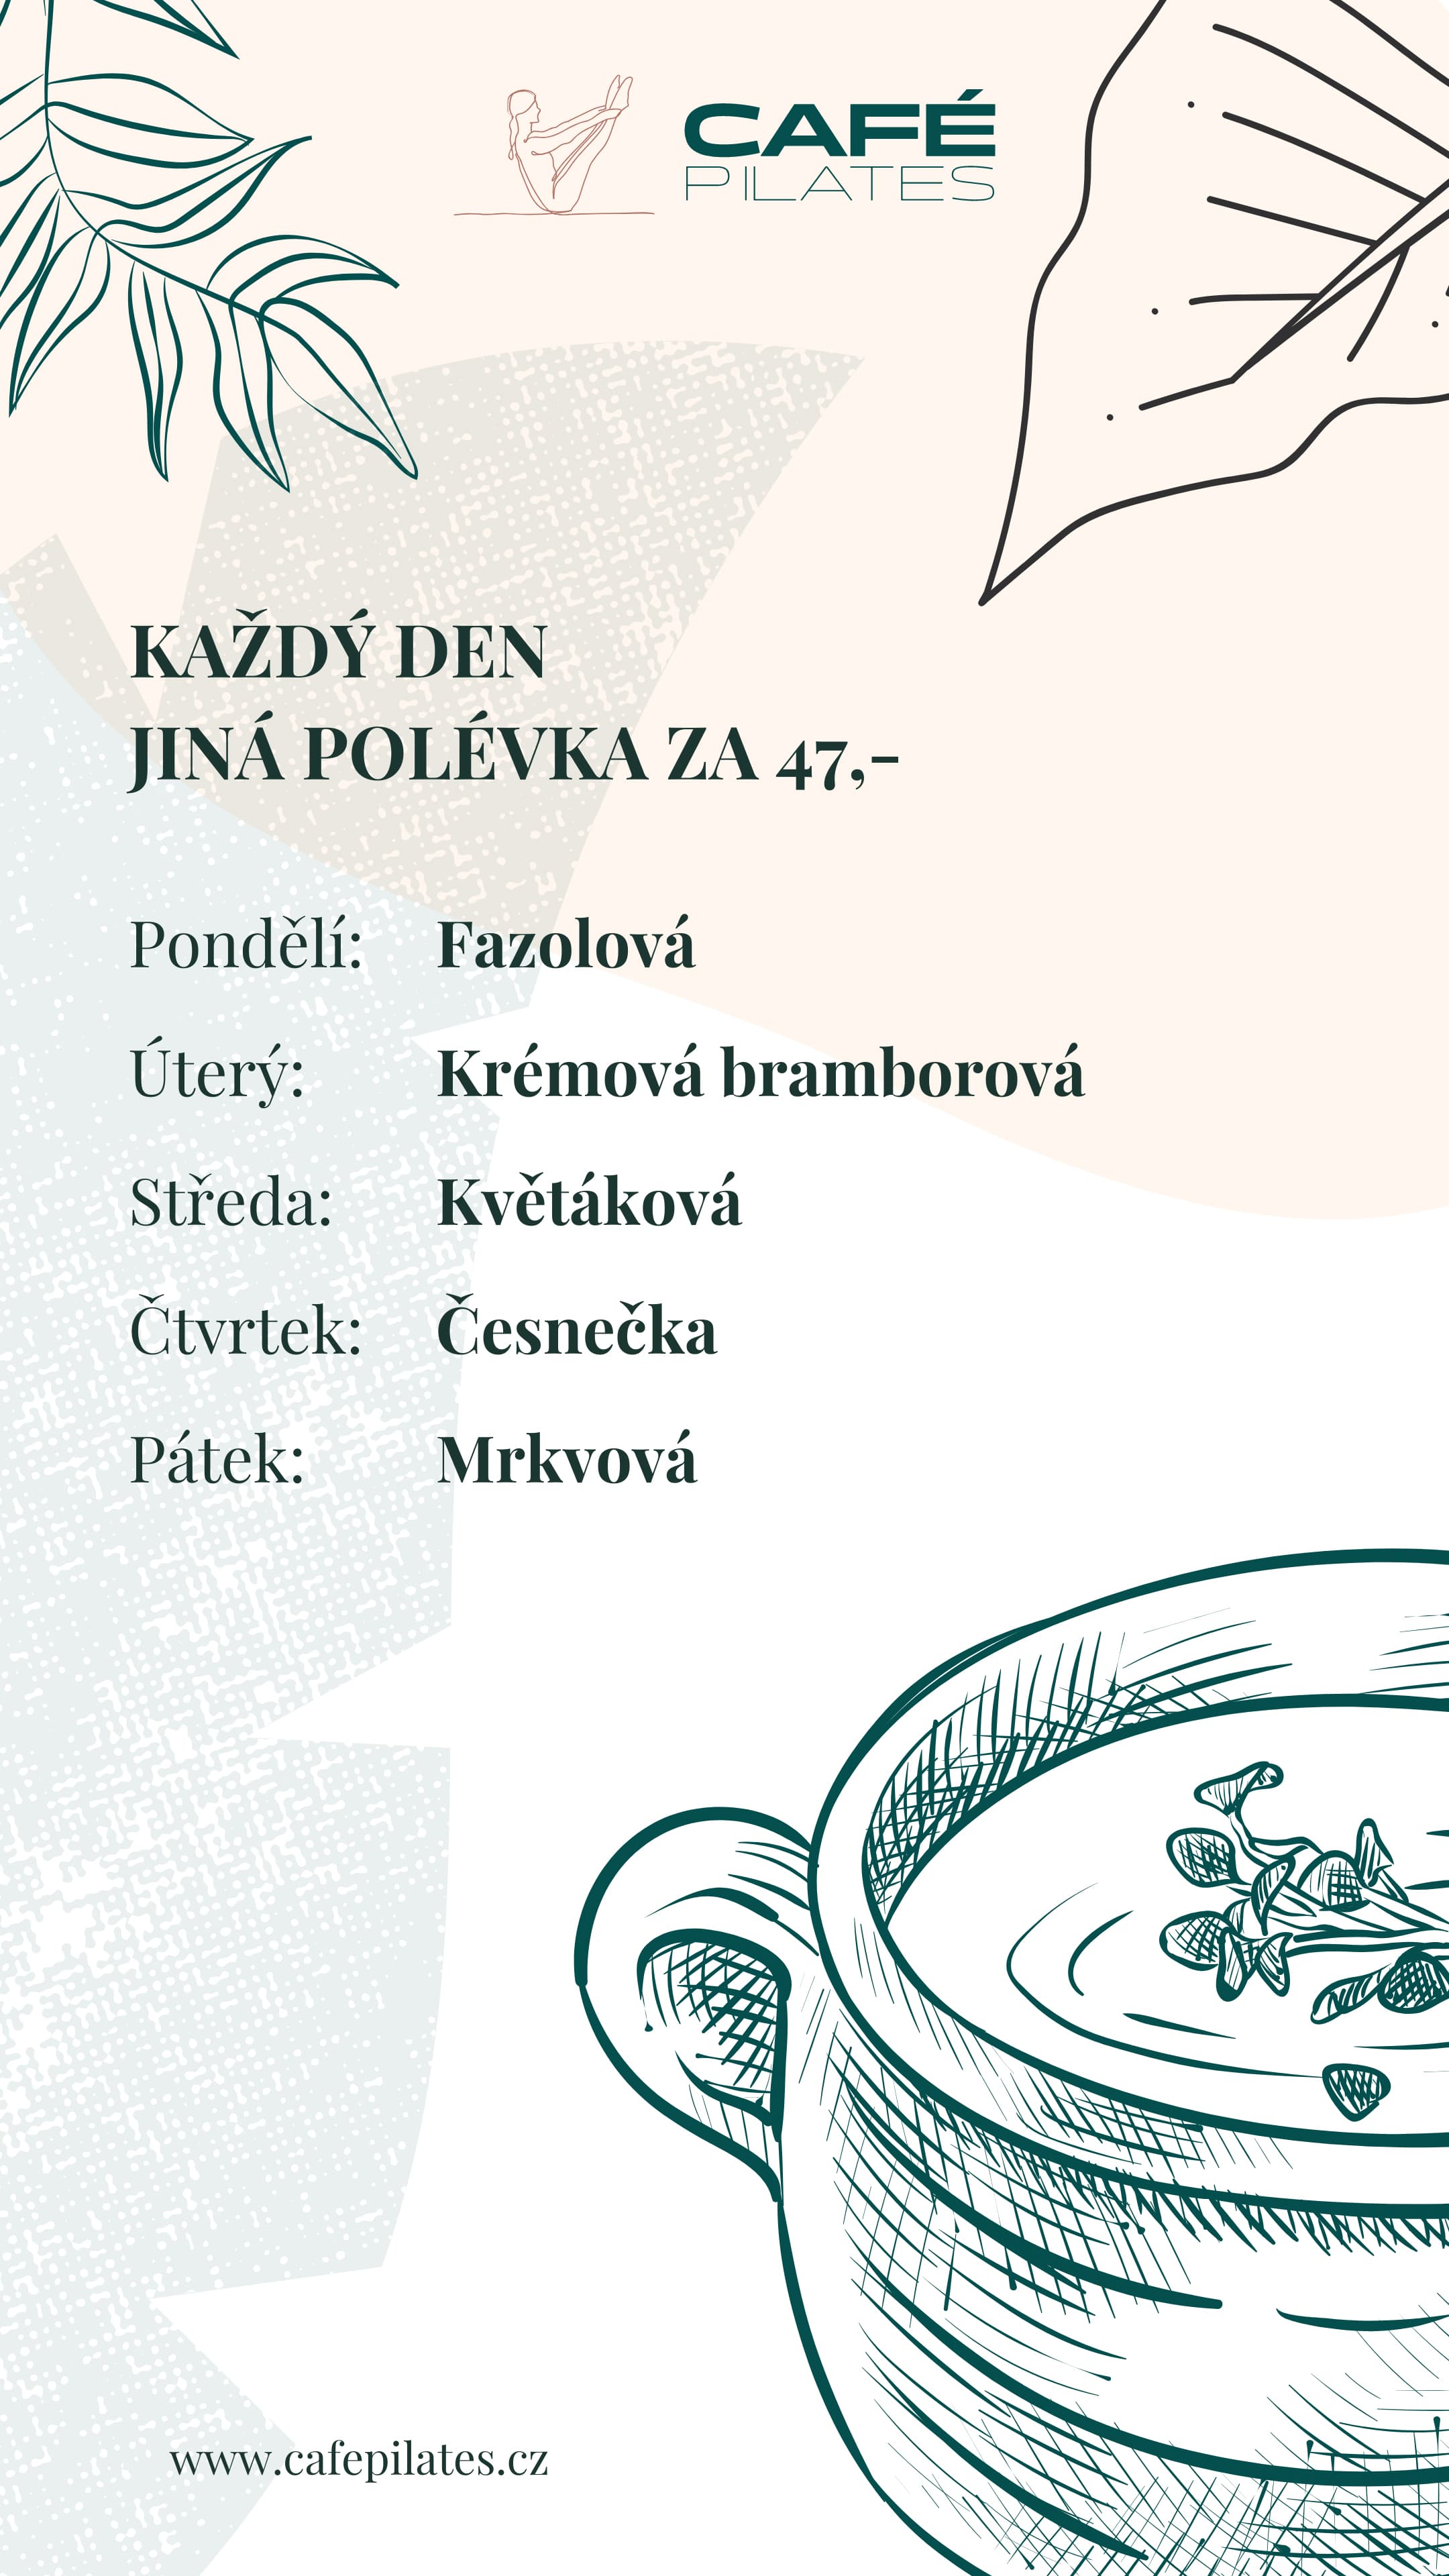 CAFÉ
PILATES
KAŽDÝ DEN
JINÁ POLÉVKA ZA 47,-
Pondělí: Fazolová
Úterý: Krémová bramborová
Středa: Květáková
Čtvrtek: Česnečka
Pátek: Mrkvová
www.cafepilates.cz